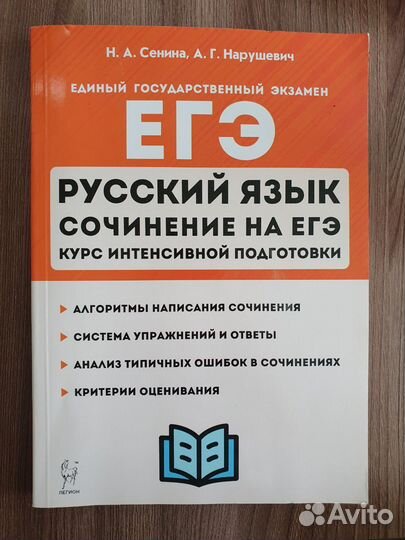 Н. А. Сенина, А. Г. Нарушевич
ЕДИНЫЙ ГОСУДАРСТВЕННЫЙ ЭКЗАМЕН
ЕГЭ
РУССКИЙ ЯЗЫК
СОЧИНЕНИЕ НА ЕГЭ
КУРС ИНТЕНСИВНОЙ ПОДГОТОВКИ
АЛГОРИТМЫ НАПИСАНИЯ СОЧИНЕНИЯ
СИСТЕМА УПРАЖНЕНИЙ И ОТВЕТЫ
АНАЛИЗ ТИПИЧНЫХ ОШИБОК В СОЧИНЕНИЯХ
КРИТЕРИИ ОЦЕНИВАНИЯ
ЛЕГИОН
Avito